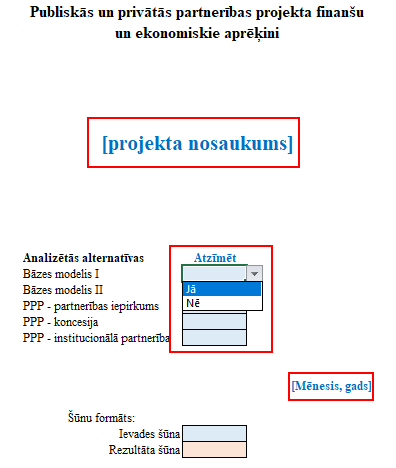 Publiskās un privātās partnerības projekta finanšu
un ekonomiskie aprēķini
[projekta nosaukums]
Analizētās alternatīvas Atzīmēt
Bāzes modelis I
Bāzes modelis II Jā
Nē
PPP - partnerības iepirkums
PPP - koncesija
PPP - institucionālā partnerība
[Mēnesis, gads]
Šūnu formāts:
Ievades šūna
Rezultāta šūna